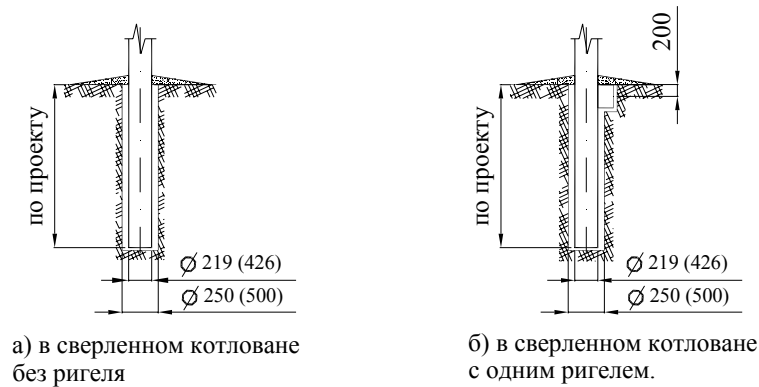 200
по проекту
по проекту
Ø 219 (426)
Ø 250 (500)
Ø 219 (426)
Ø 250 (500)
а) в сверленном котловане
без ригеля
б) в сверленном котловане
с одним ригелем.